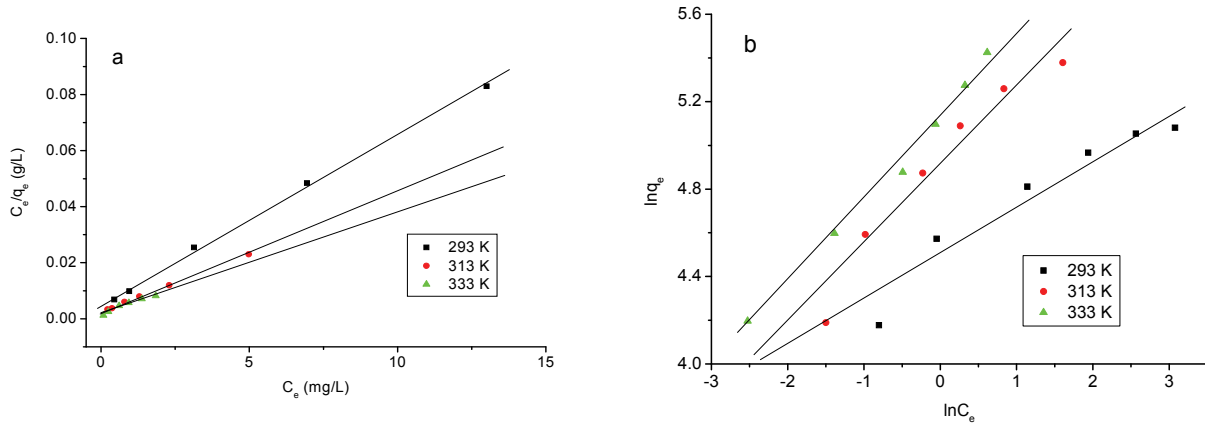 a
0.10
0.08
0.06
0.04
0.02
0.00
C_e/q_e (g/L)
293 K
313 K
333 K
0 5 10 15
C_e (mg/L)
b
5.6
5.2
4.8
4.4
4.0
lnq_e
293 K
313 K
333 K
-3 -2 -1 0 1 2 3
lnC_e